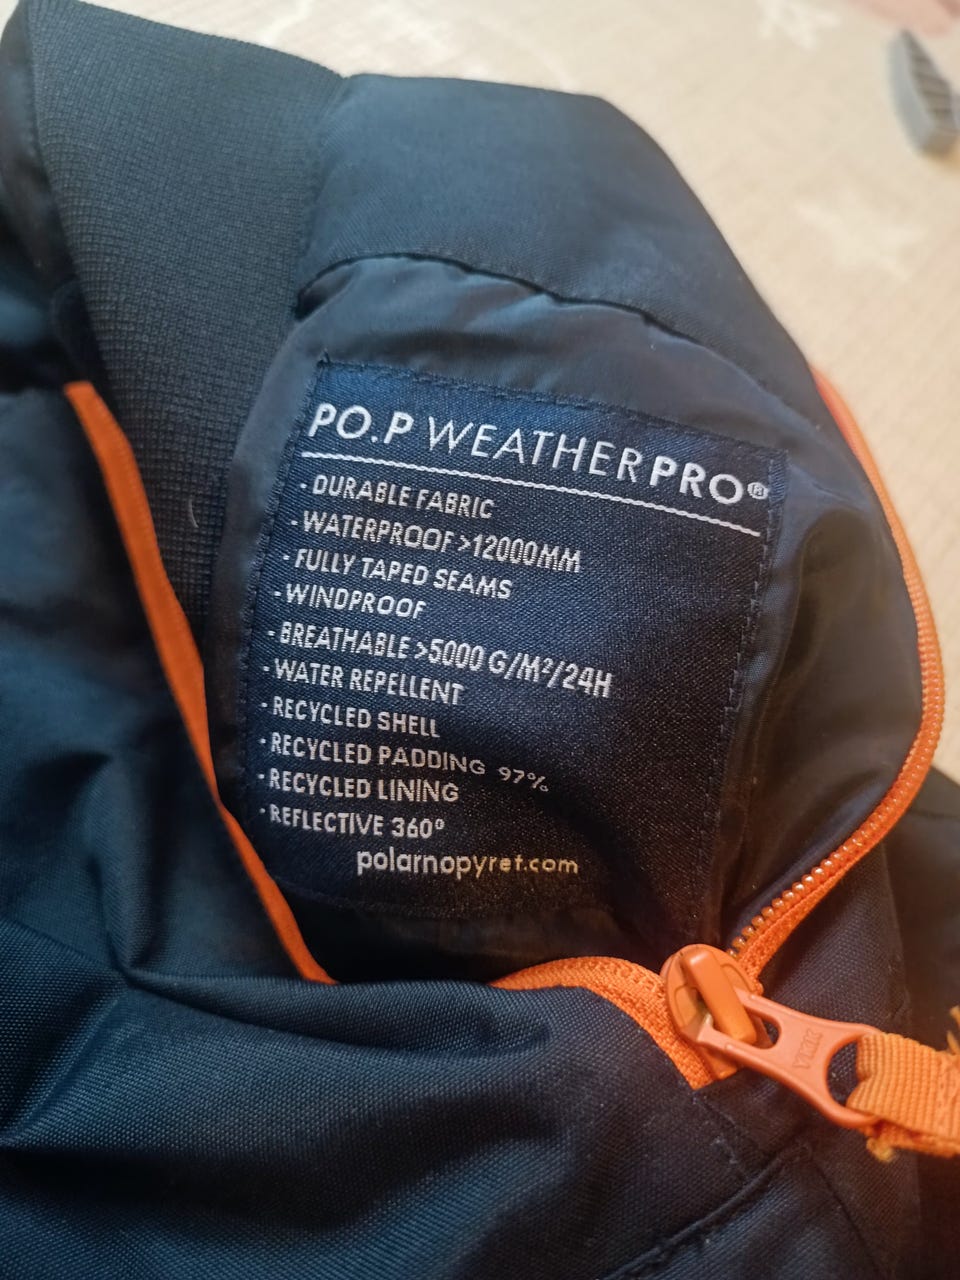 PO.P WEATHERPRO®
- DURABLE FABRIC
- WATERPROOF >12000MM
- FULLY TAPED SEAMS
- WINDPROOF
- BREATHABLE >5000 G/M²/24H
- WATER REPELLENT
- RECYCLED SHELL
- RECYCLED PADDING 97%
- RECYCLED LINING
- REFLECTIVE 360°
polarnopyret.com
YKK